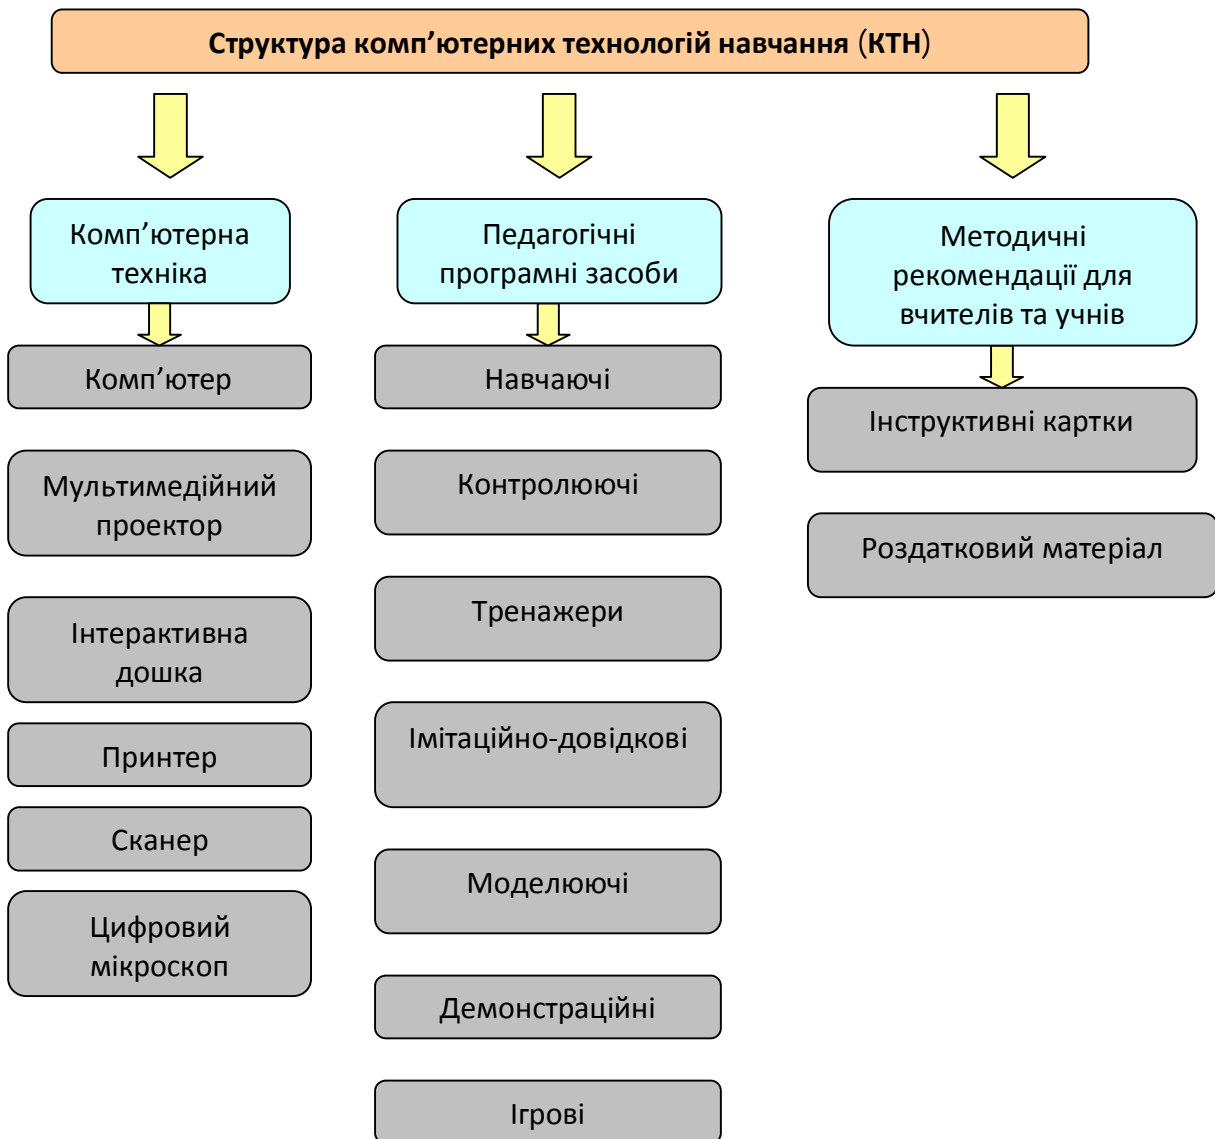 Структура комп’ютерних технологій навчання (КТН)
Комп’ютерна
техніка
Комп’ютер
Мультимедійний
проектор
Інтерактивна
дошка
Принтер
Сканер
Цифровий
мікроскоп
Педагогічні
програмні засоби
Навчаючі
Контролюючі
Тренажери
Імітаційно-довідкові
Моделюючі
Демонстраційні
Ігрові
Методичні
рекомендації для
вчителів та учнів
Інструктивні картки
Роздатковий матеріал